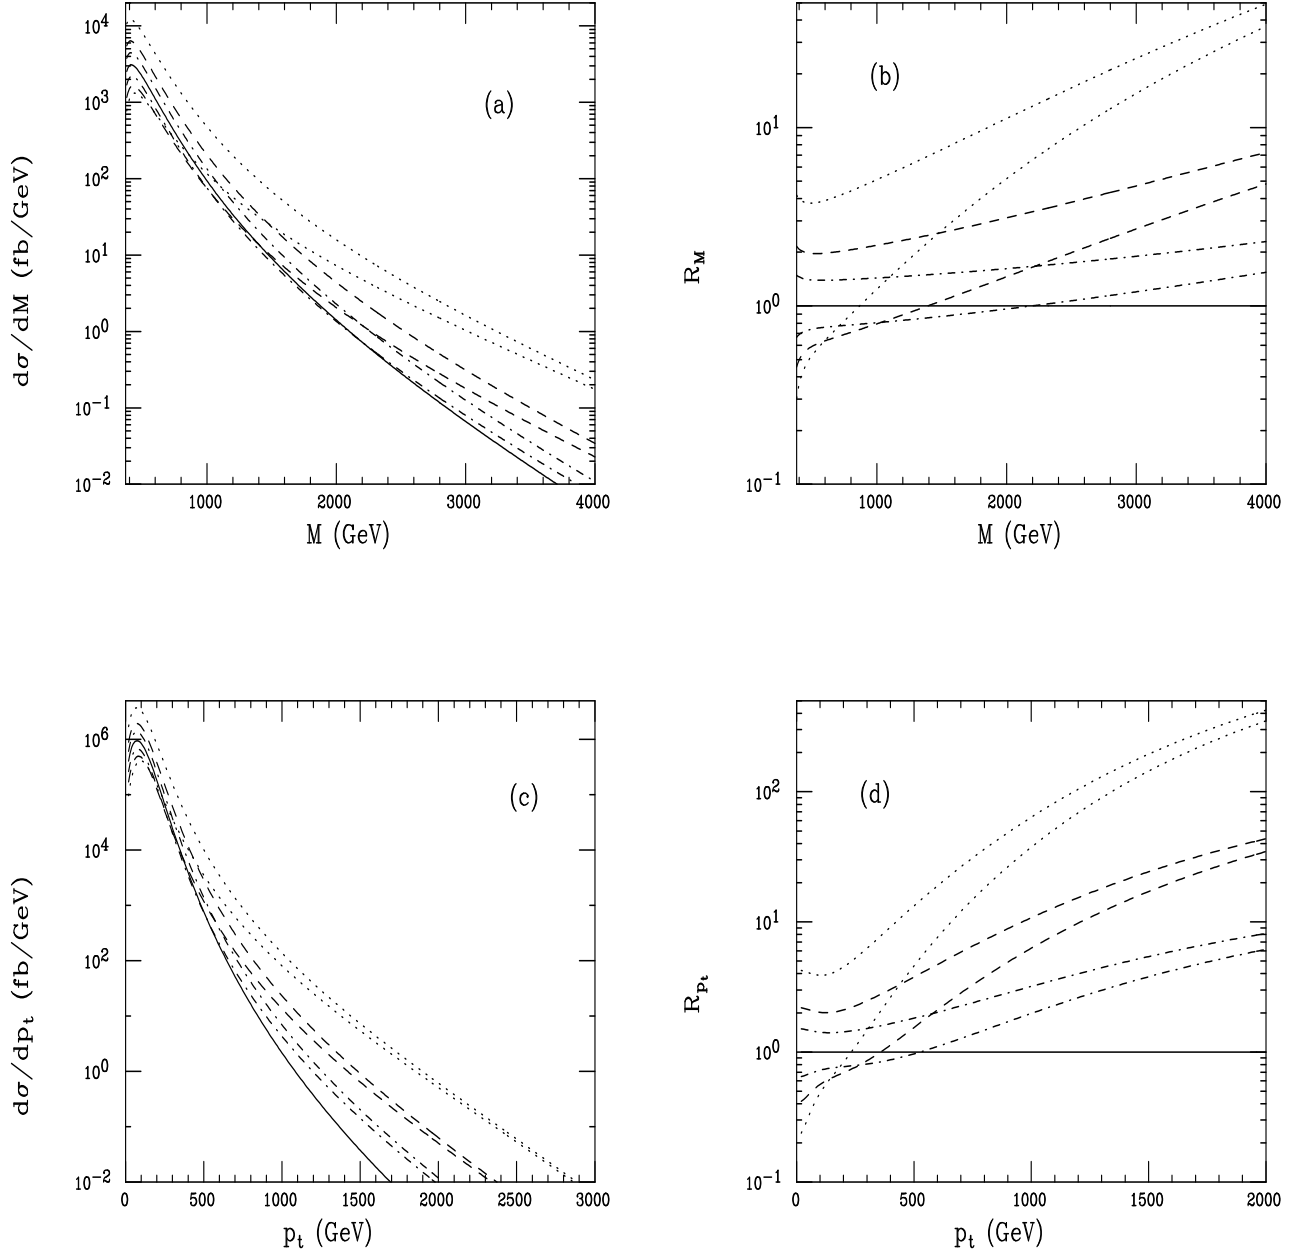 10^4
10^3
10^2
10^1
10^0
10^-1
10^-2
dσ/dM (fb/GeV)
(a)
1000 2000 3000 4000
M (GeV)
10^1
10^0
10^-1
R_M
(b)
1000 2000 3000 4000
M (GeV)
10^6
10^4
10^2
10^0
10^-2
dσ/dp_t (fb/GeV)
(c)
0 500 1000 1500 2000 2500 3000
p_t (GeV)
10^2
10^1
10^0
10^-1
R_p_t
(d)
0 500 1000 1500 2000
p_t (GeV)